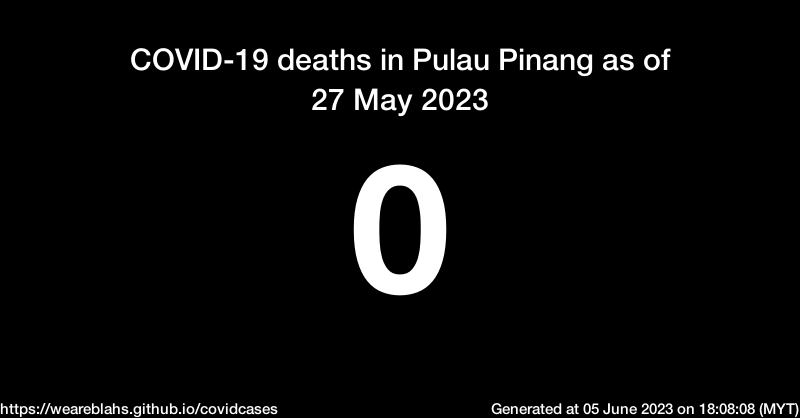 COVID-19 deaths in Pulau Pinang as of
27 May 2023
0
https://weareblahs.github.io/covidcases
Generated at 05 June 2023 on 18:08:08 (MYT)